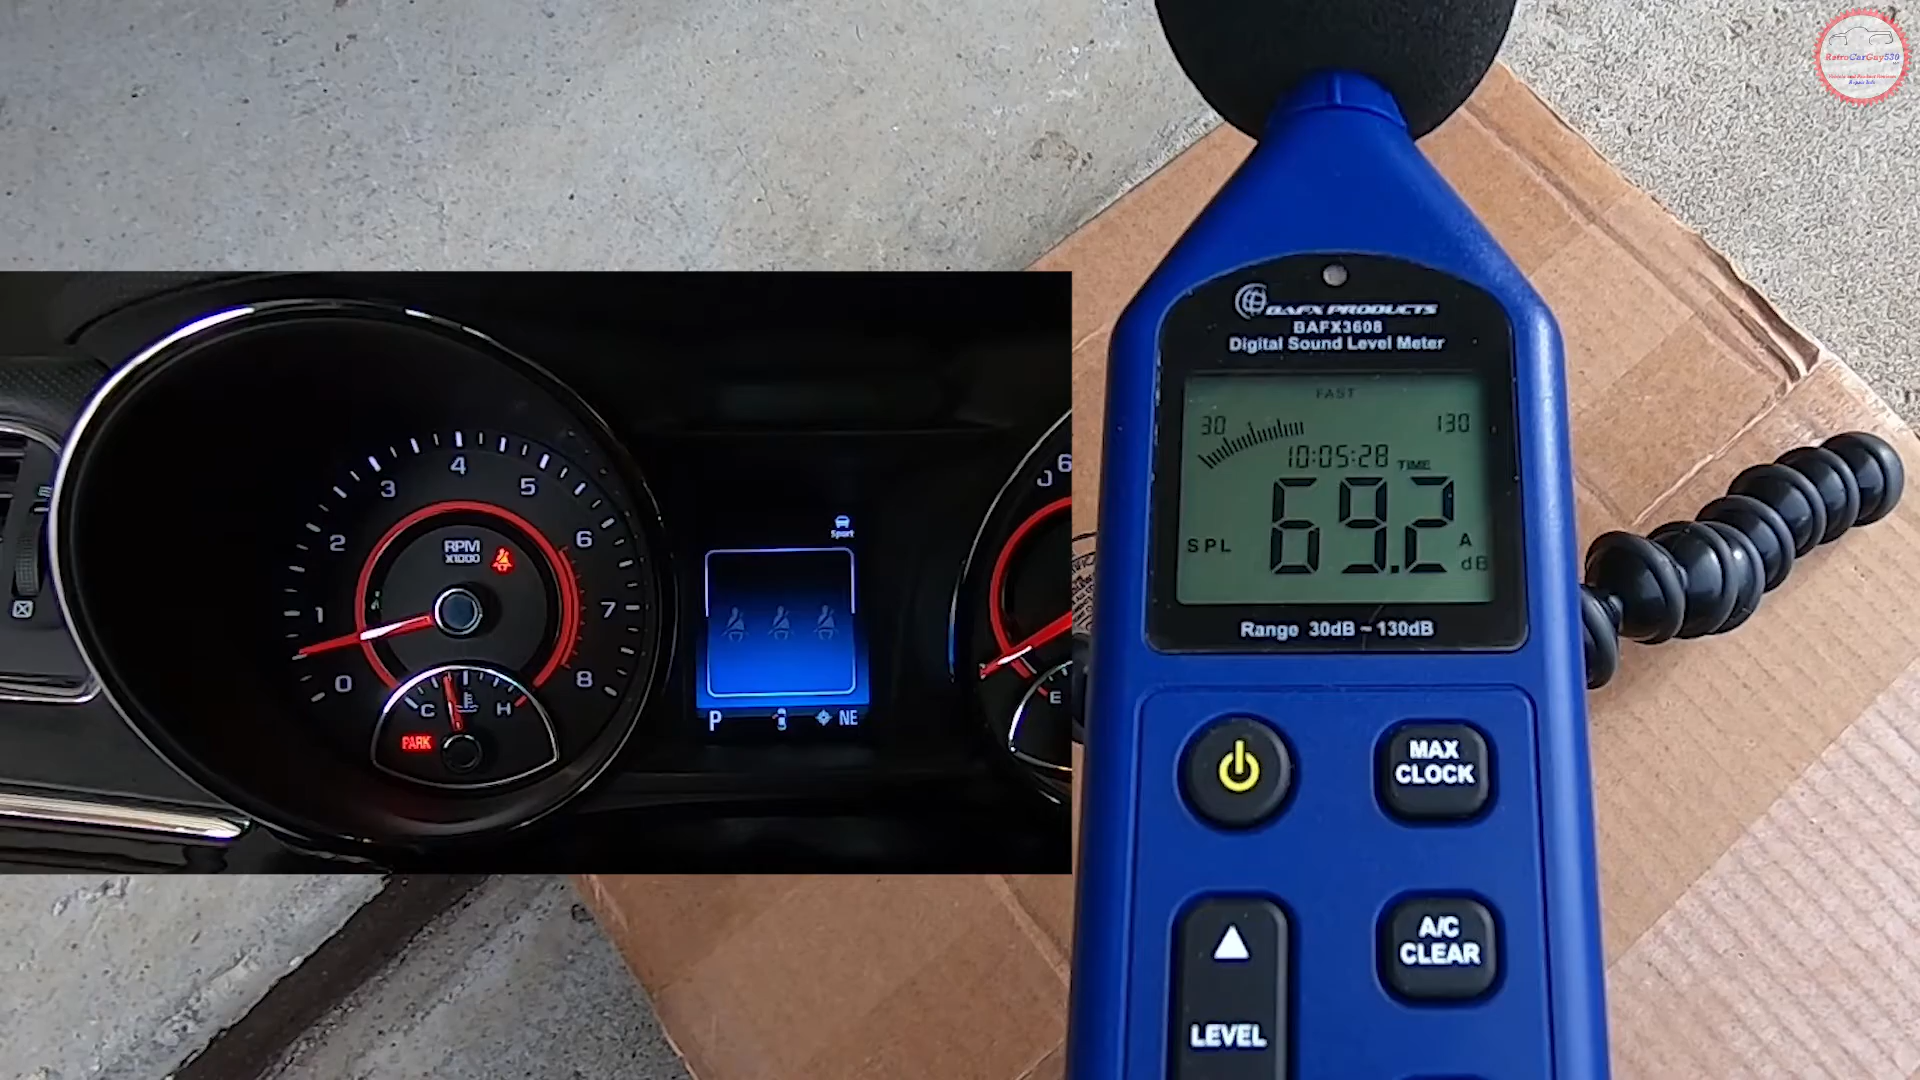 RetroCarGuy530
BAFX PRODUCTS
BAFX3608
Digital Sound Level Meter
FAST
30
130
10:05:28 TIME
SPL
69.2
A
dB
Range 30dB ~ 130dB
MAX
CLOCK
A/C
CLEAR
LEVEL
0
1
2
3
4
5
6
7
8
RPM
X1000
C
H
PARK
Sport
P
NE
6
E